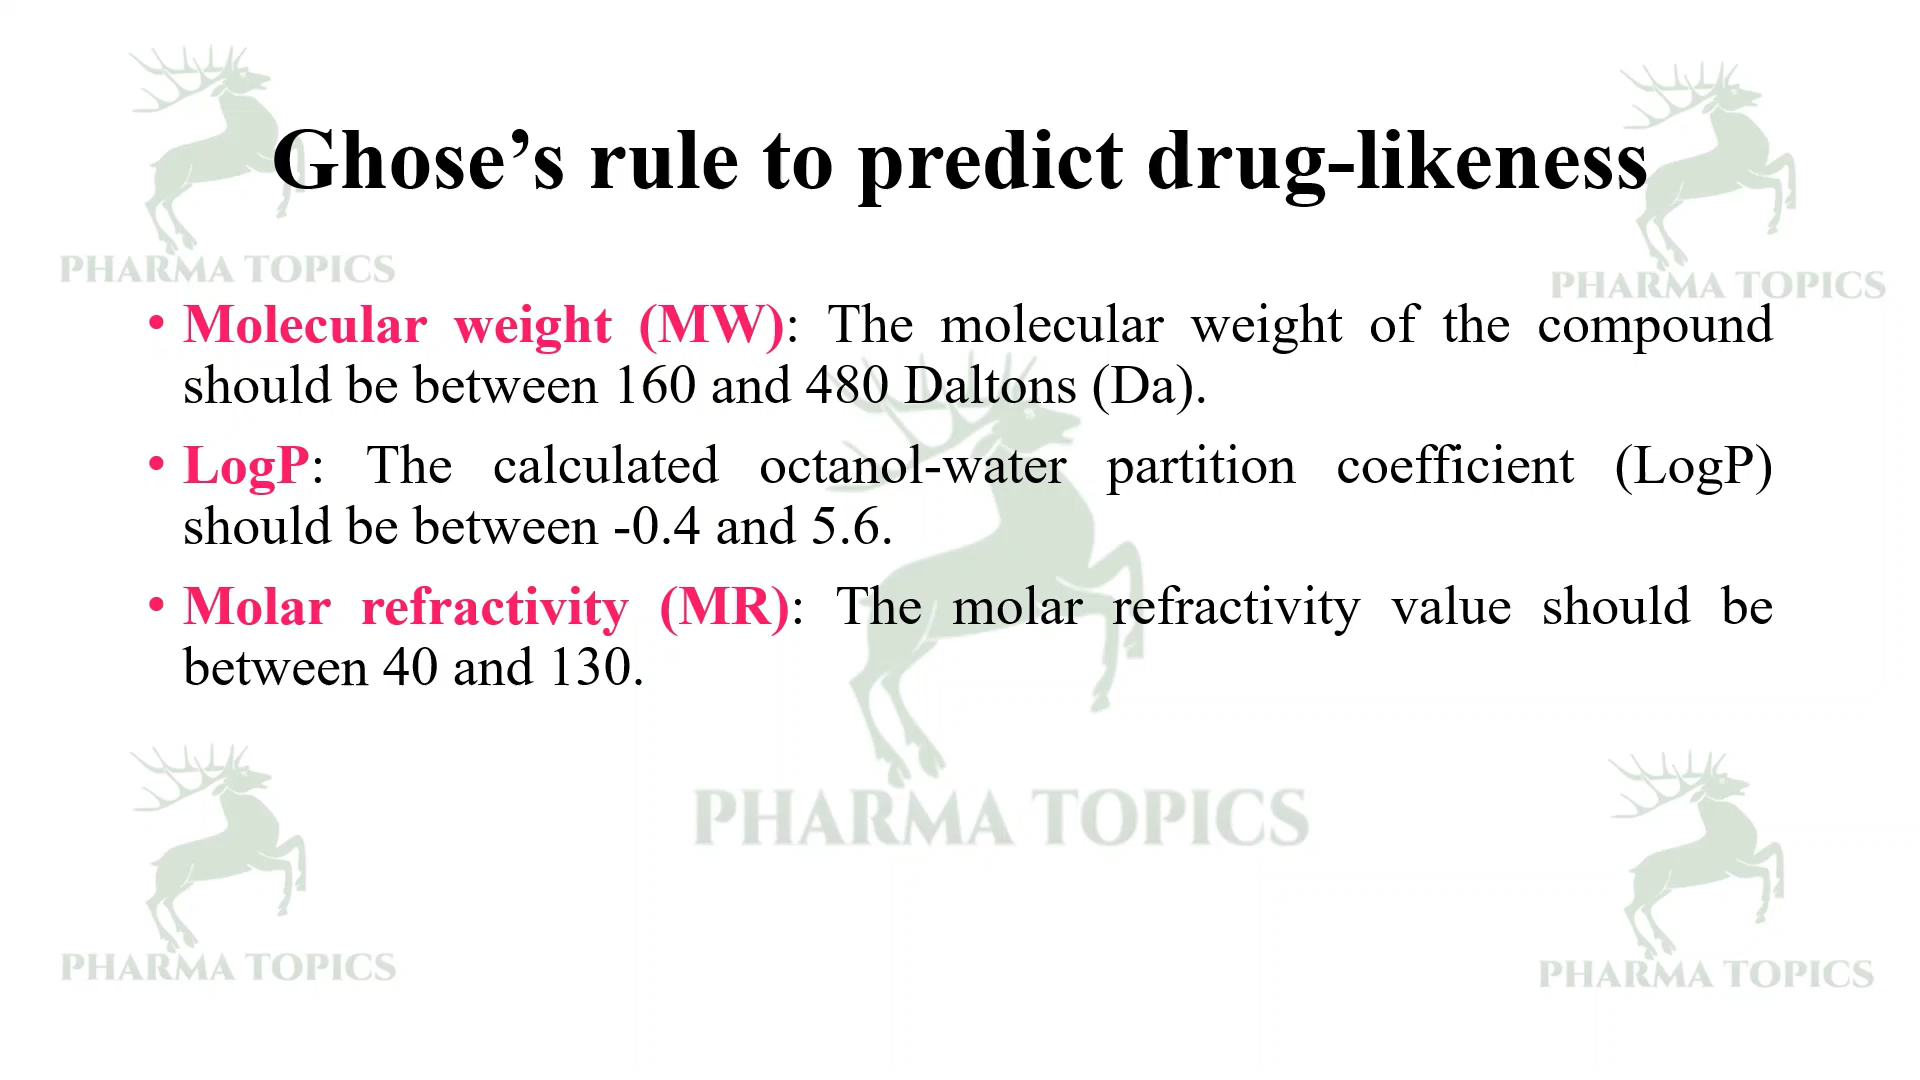 Ghose’s rule to predict drug-likeness
PHARMA TOPICS
PHARMA TOPICS
• Molecular weight (MW): The molecular weight of the compound
should be between 160 and 480 Daltons (Da).
• LogP: The calculated octanol-water partition coefficient (LogP)
should be between -0.4 and 5.6.
• Molar refractivity (MR): The molar refractivity value should be
between 40 and 130.
PHARMA TOPICS
PHARMA TOPICS
PHARMA TOPICS